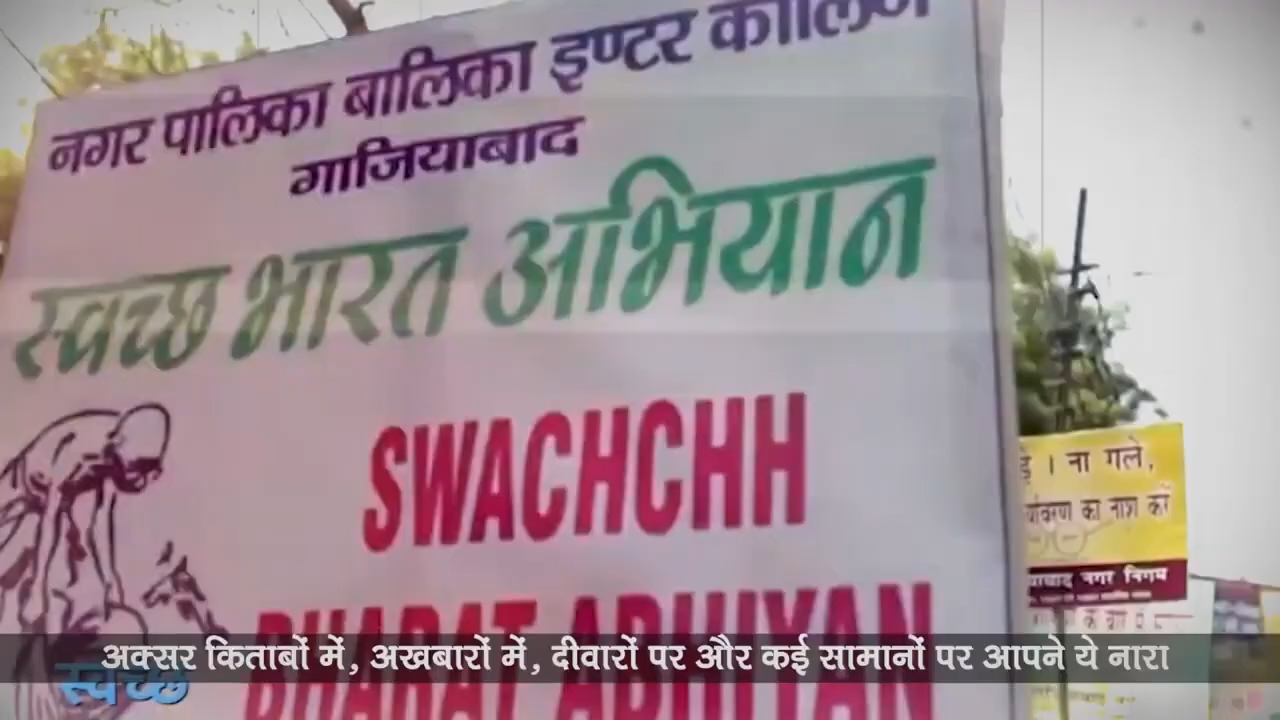 नगर पालिका बालिका इण्टर कालिज
गाजियाबाद
स्वच्छ भारत अभियान
SWACHCHH
BHARAT ABHIYAN
ई । ना गले,
का नाश करें
नगर निगम
अक्सर किताबों में, अखबारों में, दीवारों पर और कई सामानों पर आपने ये नारा
स्वच्छ